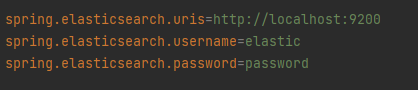 spring.elasticsearch.uris=http://localhost:9200
spring.elasticsearch.username=elastic
spring.elasticsearch.password=password